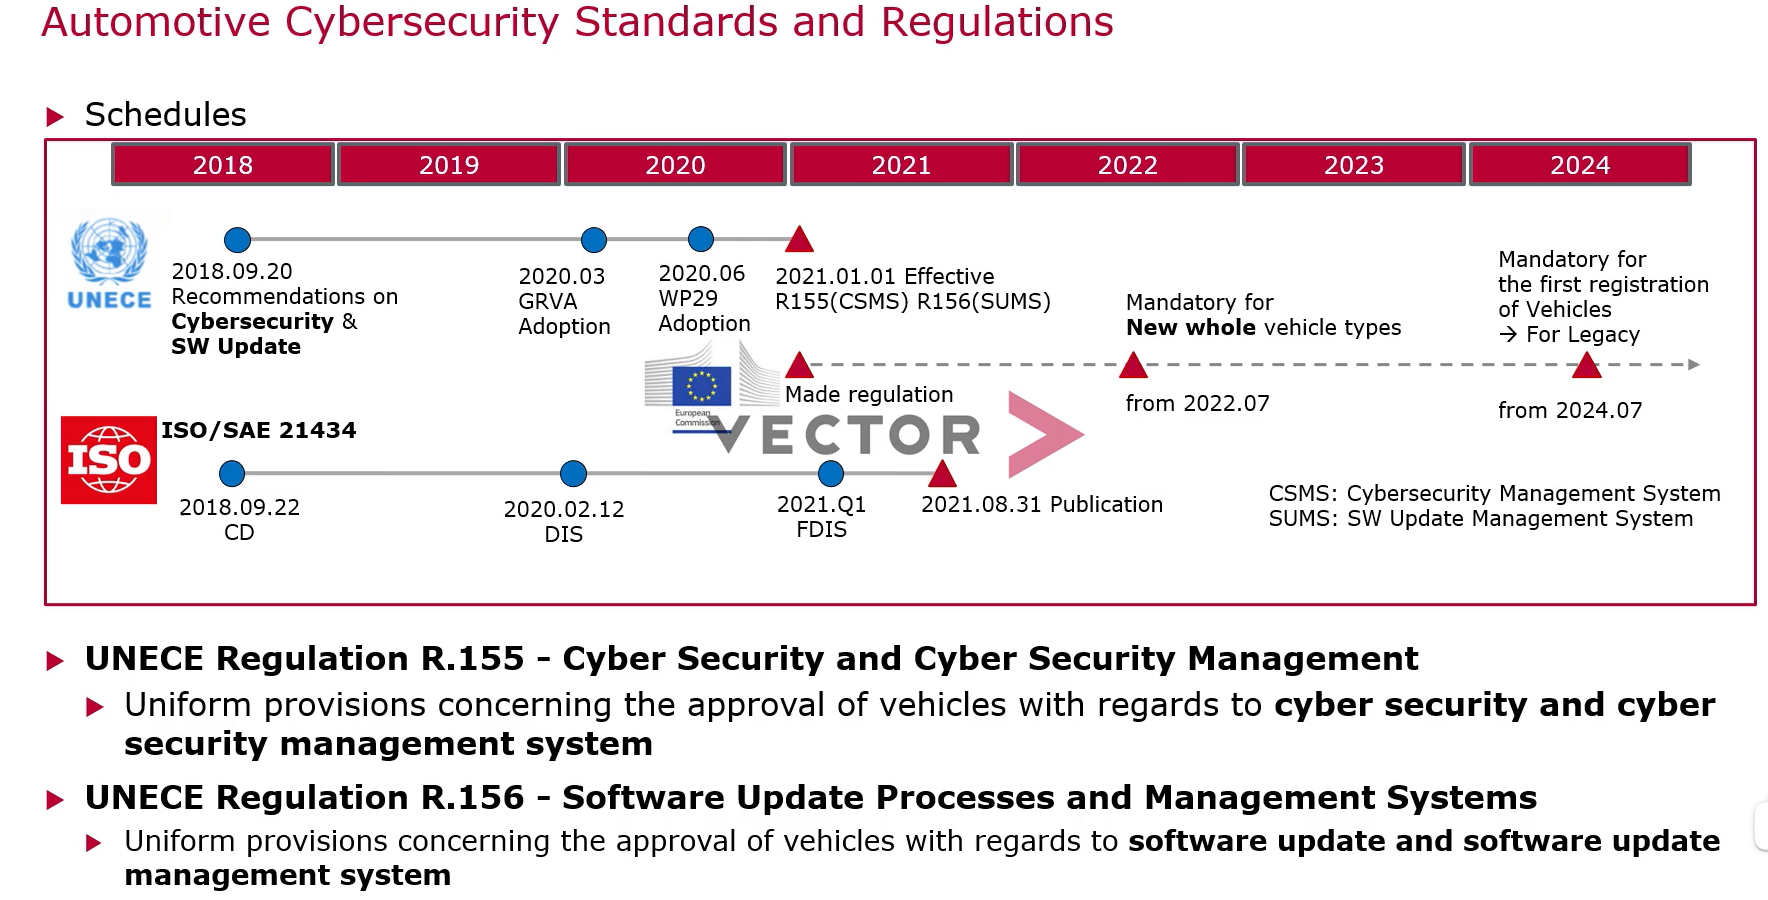 Automotive Cybersecurity Standards and Regulations
Schedules
2018 2019 2020 2021 2022 2023 2024
UNECE
2018.09.20
Recommendations on
Cybersecurity &
SW Update
2020.03
GRVA
Adoption
2020.06
WP29
Adoption
2021.01.01 Effective
R155(CSMS) R156(SUMS)
Mandatory for
New whole vehicle types
from 2022.07
Mandatory for
the first registration
of Vehicles
→ For Legacy
from 2024.07
European
Commission
Made regulation
VECTOR
ISO
ISO/SAE 21434
2018.09.22
CD
2020.02.12
DIS
2021.Q1
FDIS
2021.08.31 Publication
CSMS: Cybersecurity Management System
SUMS: SW Update Management System
UNECE Regulation R.155 - Cyber Security and Cyber Security Management
Uniform provisions concerning the approval of vehicles with regards to cyber security and cyber
security management system
UNECE Regulation R.156 - Software Update Processes and Management Systems
Uniform provisions concerning the approval of vehicles with regards to software update and software update
management system